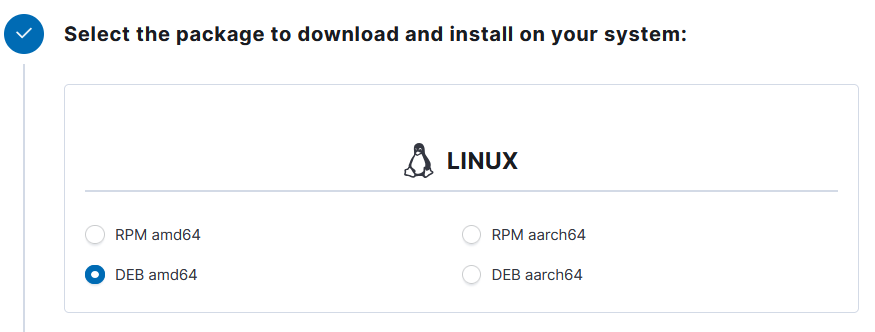 Select the package to download and install on your system:
LINUX
RPM amd64
RPM aarch64
DEB amd64
DEB aarch64